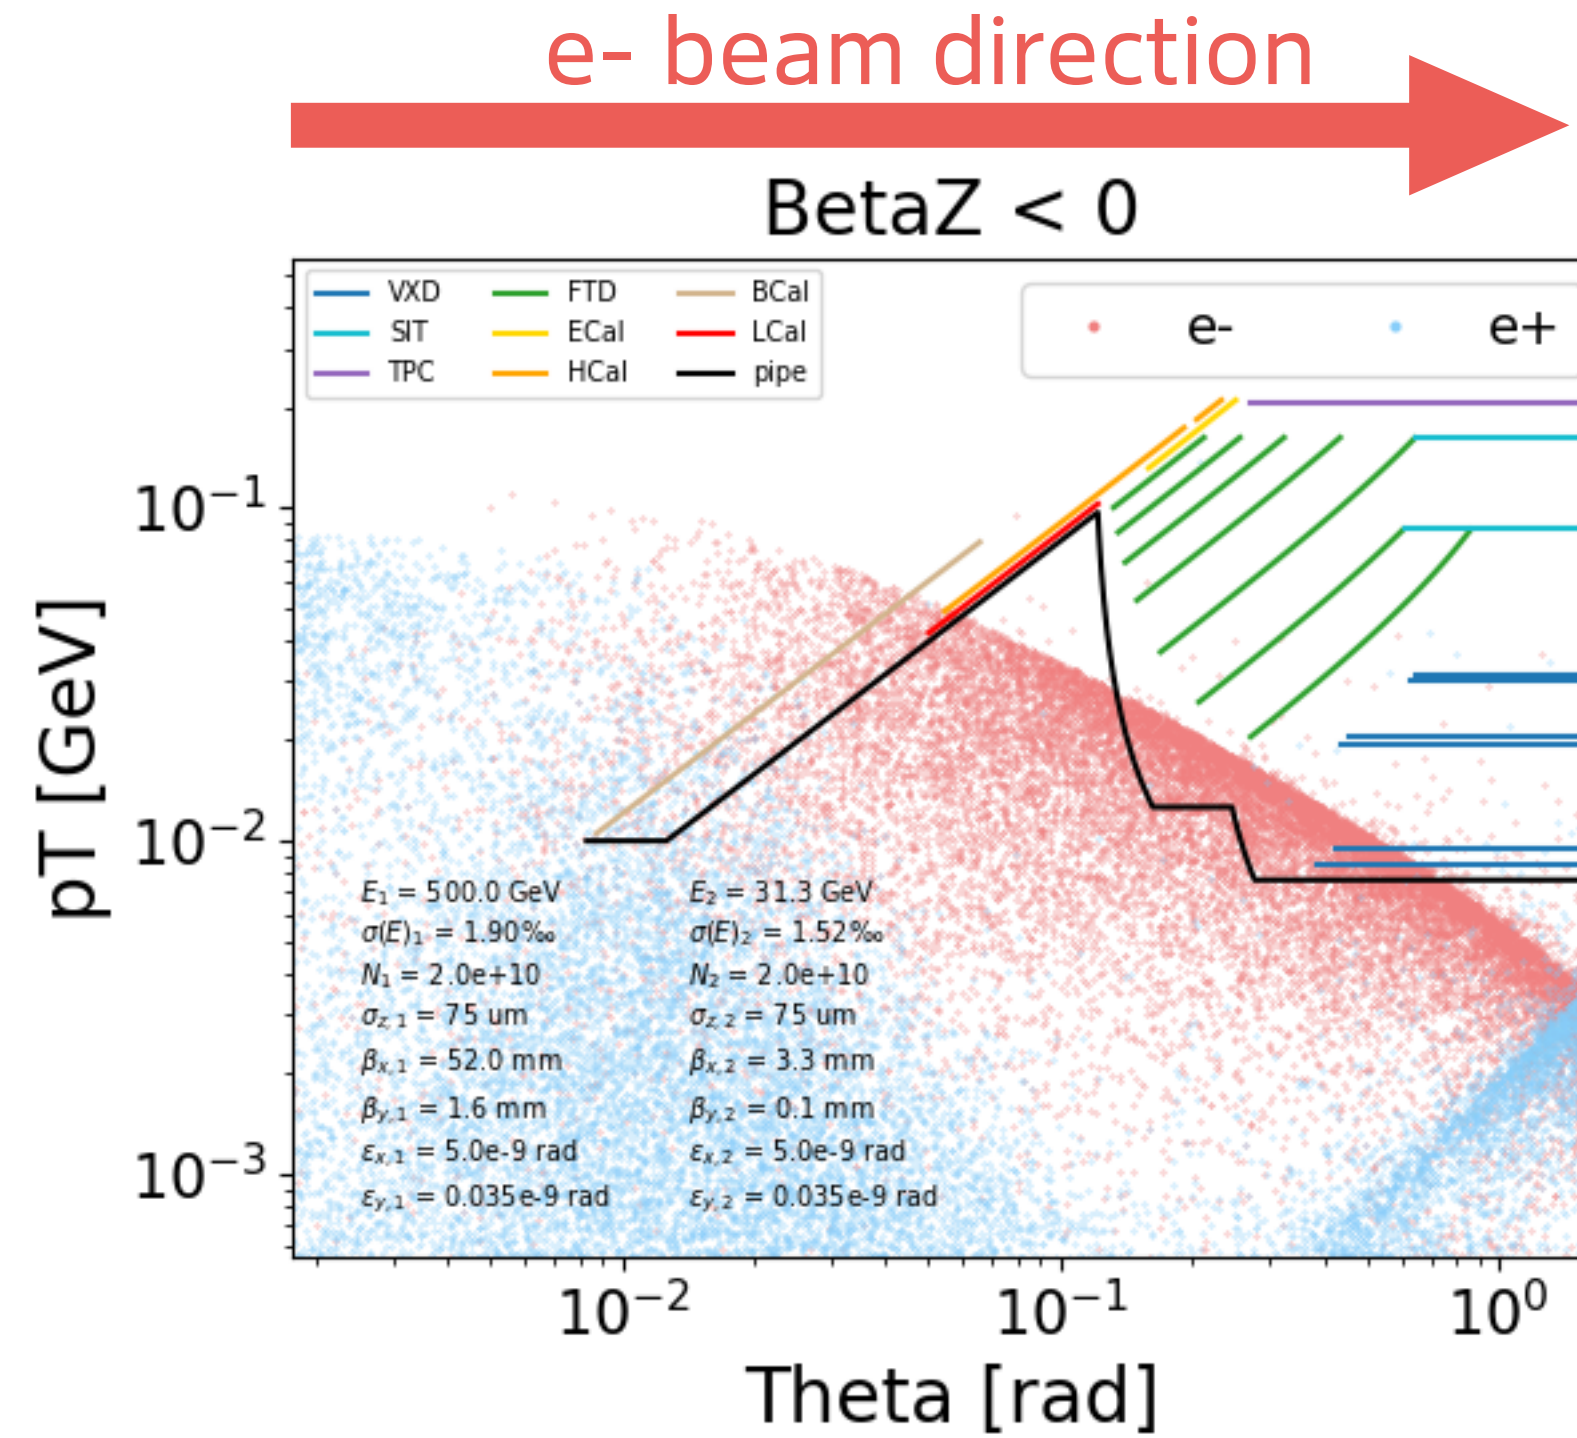 e- beam direction
BetaZ < 0
VXD FTD BCal
SIT ECal LCal
TPC HCal pipe
e- e+
pT [GeV]
10⁻¹
10⁻²
10⁻³
E₁ = 500.0 GeV E₂ = 31.3 GeV
σ(E)₁ = 1.90‰ σ(E)₂ = 1.52‰
N₁ = 2.0e+10 N₂ = 2.0e+10
σz,1 = 75 um σz,2 = 75 um
βx,1 = 52.0 mm βx,2 = 3.3 mm
βy,1 = 1.6 mm βy,2 = 0.1 mm
εx,1 = 5.0e-9 rad εx,2 = 5.0e-9 rad
εy,1 = 0.035e-9 rad εy,2 = 0.035e-9 rad
10⁻² 10⁻¹ 10⁰
Theta [rad]